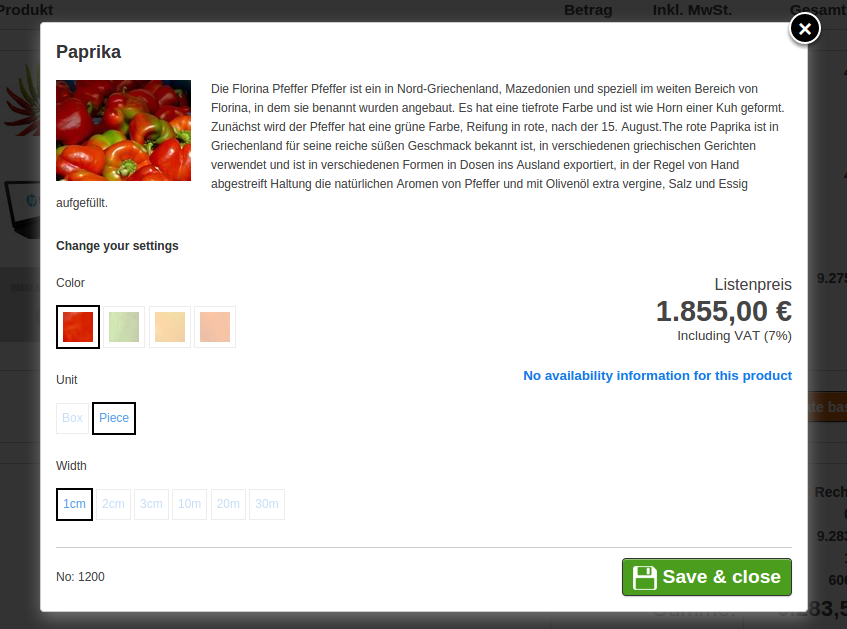 Produkt Betrag Inkl. MwSt. Gesamt
Paprika
Die Florina Pfeffer Pfeffer ist ein in Nord-Griechenland, Mazedonien und speziell im weiten Bereich von
Florina, in dem sie benannt wurden angebaut. Es hat eine tiefrote Farbe und ist wie Horn einer Kuh geformt.
Zunächst wird der Pfeffer hat eine grüne Farbe, Reifung in rote, nach der 15. August.The rote Paprika ist in
Griechenland für seine reiche süßen Geschmack bekannt ist, in verschiedenen griechischen Gerichten
verwendet und ist in verschiedenen Formen in Dosen ins Ausland exportiert, in der Regel von Hand
abgestreift Haltung die natürlichen Aromen von Pfeffer und mit Olivenöl extra vergine, Salz und Essig
aufgefüllt.
Change your settings
Color
Listenpreis
1.855,00 €
Including VAT (7%)
9.275
No availability information for this product
Unit
Box Piece
Width
1cm 2cm 3cm 10m 20m 30m
Rech
9.283
600
No: 1200
Save & close
Summe: